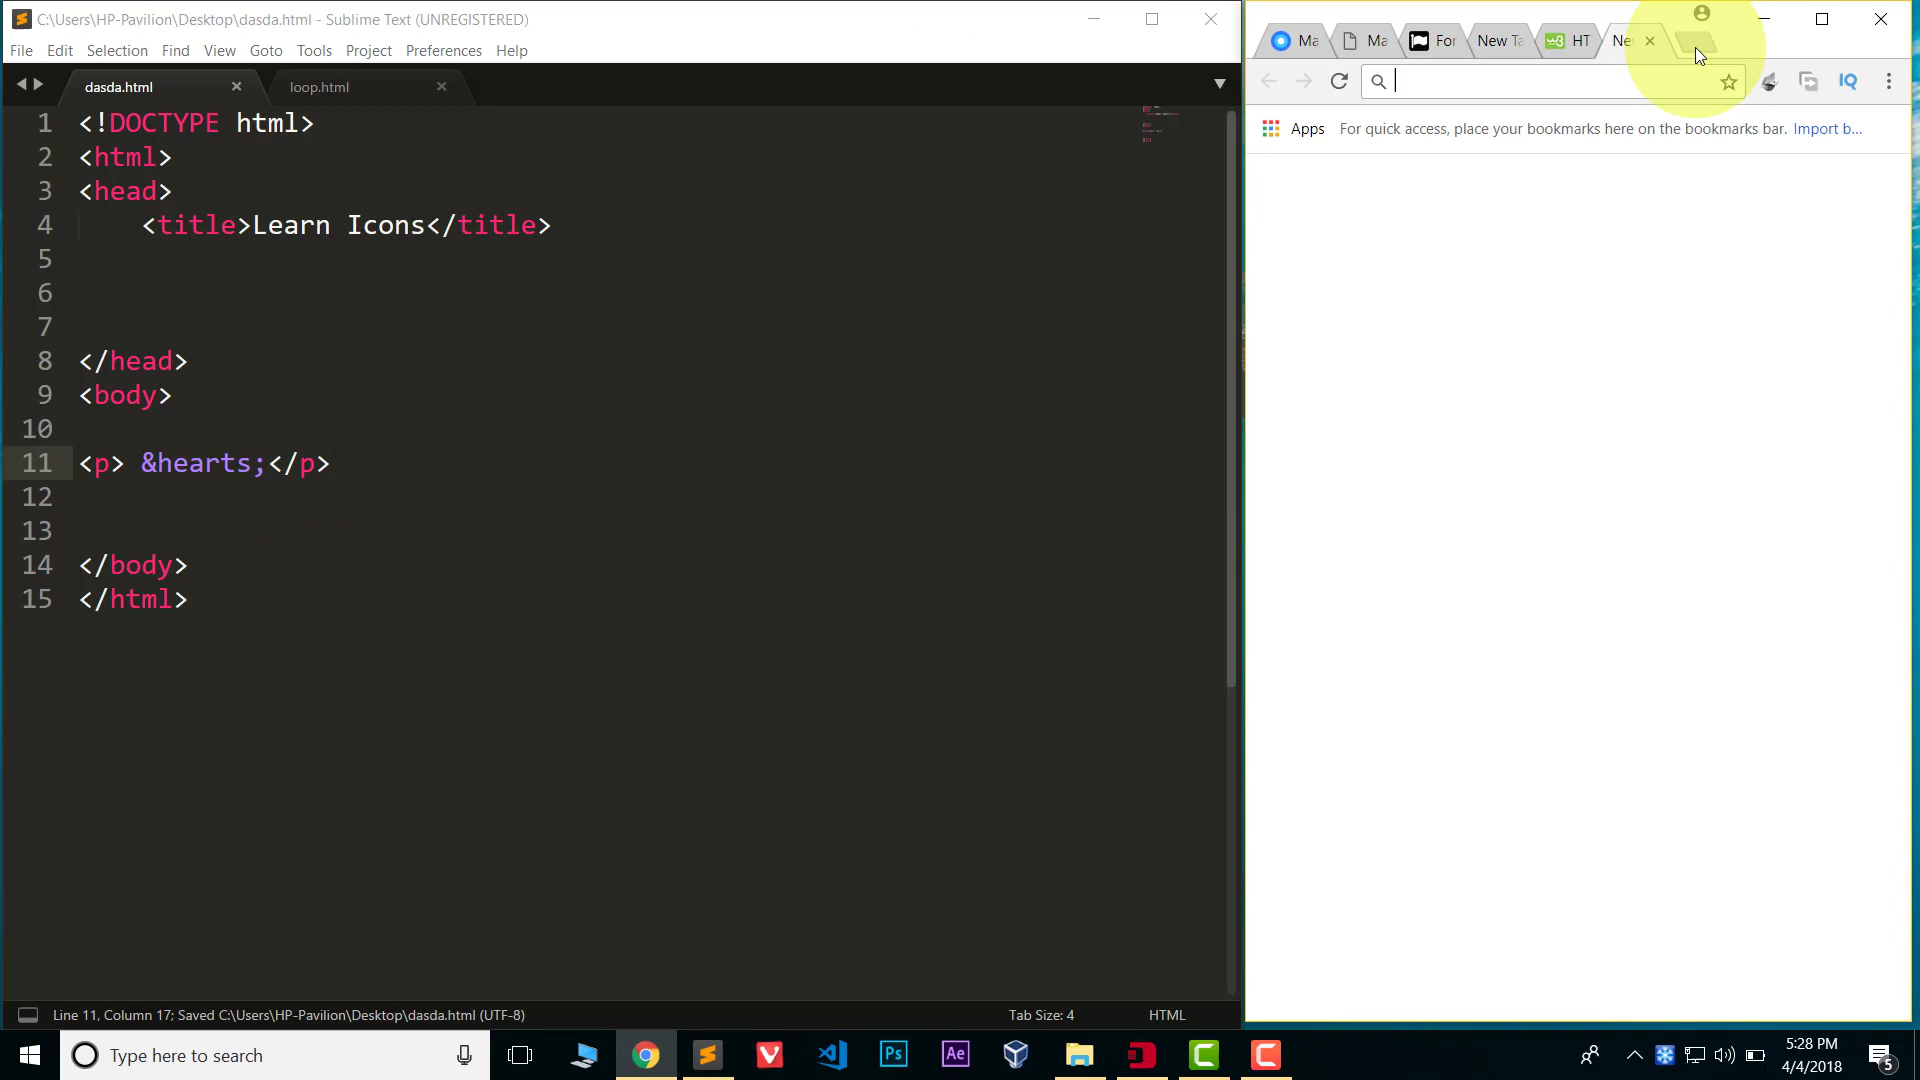 C:\Users\HP-Pavilion\Desktop\dasda.html - Sublime Text (UNREGISTERED)
File Edit Selection Find View Goto Tools Project Preferences Help
dasda.html
loop.html
1 <!DOCTYPE html>
2 <html>
3 <head>
4 <title>Learn Icons</title>
5
6
7
8 </head>
9 <body>
10
11 <p> &hearts;</p>
12
13
14 </body>
15 </html>
Line 11, Column 17; Saved C:\Users\HP-Pavilion\Desktop\dasda.html (UTF-8)
Tab Size: 4
HTML
Ma
Ma
For
New Ta
HT
Ne
IQ
Apps
For quick access, place your bookmarks here on the bookmarks bar. Import b...
Type here to search
Ps
Ae
5:28 PM
4/4/2018
5